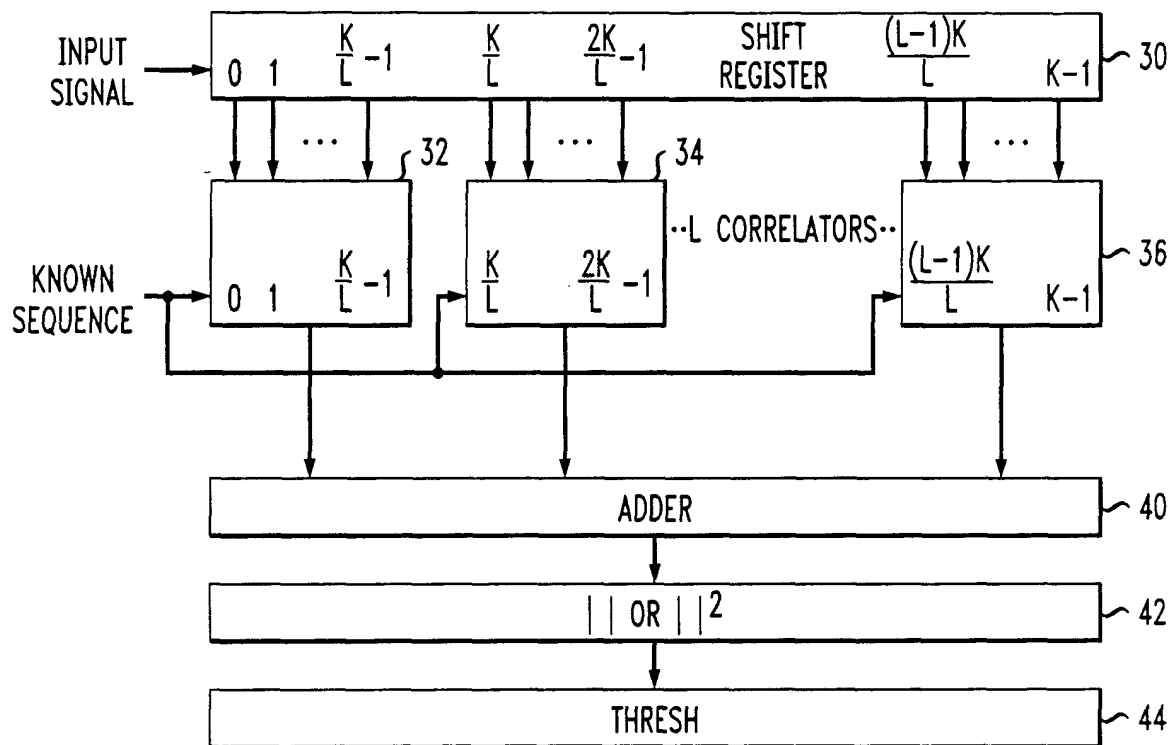 INPUT SIGNAL
0 1 K/L -1 K/L 2K/L -1 SHIFT REGISTER (L-1)K/L K-1
30
... ... ...
32
34
KNOWN SEQUENCE
0 1 K/L -1
K/L 2K/L -1
··L CORRELATORS··
(L-1)K/L K-1
36
ADDER
40
| | OR | |²
42
THRESH
44